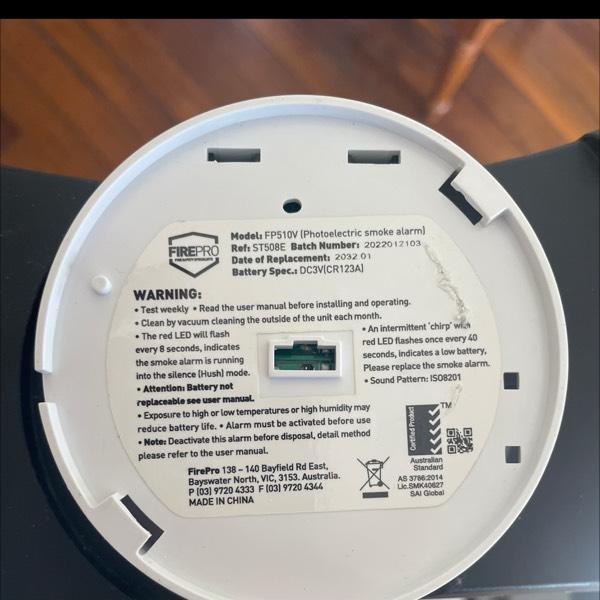 FIREPRO
FIRE SAFETY SPECIALISTS
Model: FP510V (Photoelectric smoke alarm)
Ref: ST508E Batch Number: 2022012103
Date of Replacement: 2032 01
Battery Spec.: DC3V(CR123A)
WARNING:
• Test weekly • Read the user manual before installing and operating.
• Clean by vacuum cleaning the outside of the unit each month.
• The red LED will flash
every 8 seconds, indicates
the smoke alarm is running
into the silence (Hush) mode.
• Attention: Battery not
replaceable see user manual.
• An intermittent 'chirp' with
red LED flashes once every 40
seconds, indicates a low battery,
Please replace the smoke alarm.
• Sound Pattern: ISO8201
• Exposure to high or low temperatures or high humidity may
reduce battery life. • Alarm must be activated before use
• Note: Deactivate this alarm before disposal, detail method
please refer to the user manual.
FirePro 138 – 140 Bayfield Rd East,
Bayswater North, VIC, 3153. Australia.
P (03) 9720 4333 F (03) 9720 4344
MADE IN CHINA
Certified Product
TM
Australian
Standard
AS 3786:2014
Lic.SMK40627
SAI Global